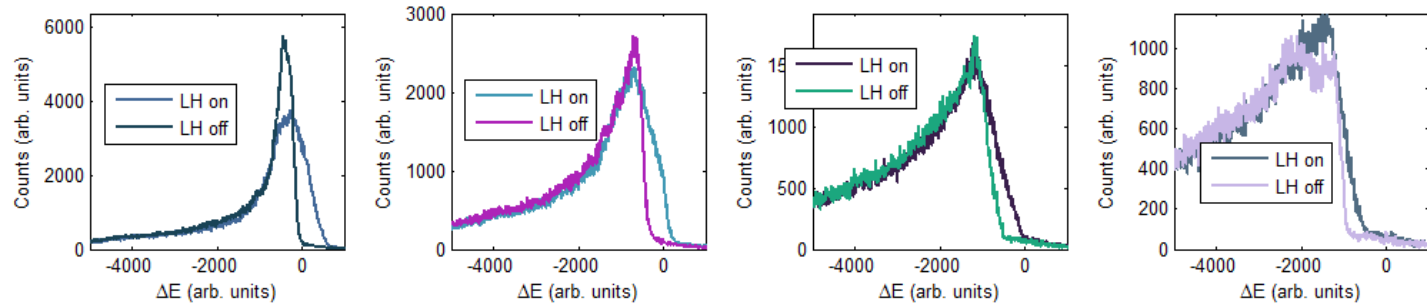 6000
4000
2000
0
Counts (arb. units)
LH on
LH off
-4000 -2000 0
ΔE (arb. units)
3000
2000
1000
0
Counts (arb. units)
LH on
LH off
-4000 -2000 0
ΔE (arb. units)
1000
500
0
Counts (arb. units)
LH on
LH off
-4000 -2000 0
ΔE (arb. units)
1000
800
600
400
200
0
Counts (arb. units)
LH on
LH off
-4000 -2000 0
ΔE (arb. units)